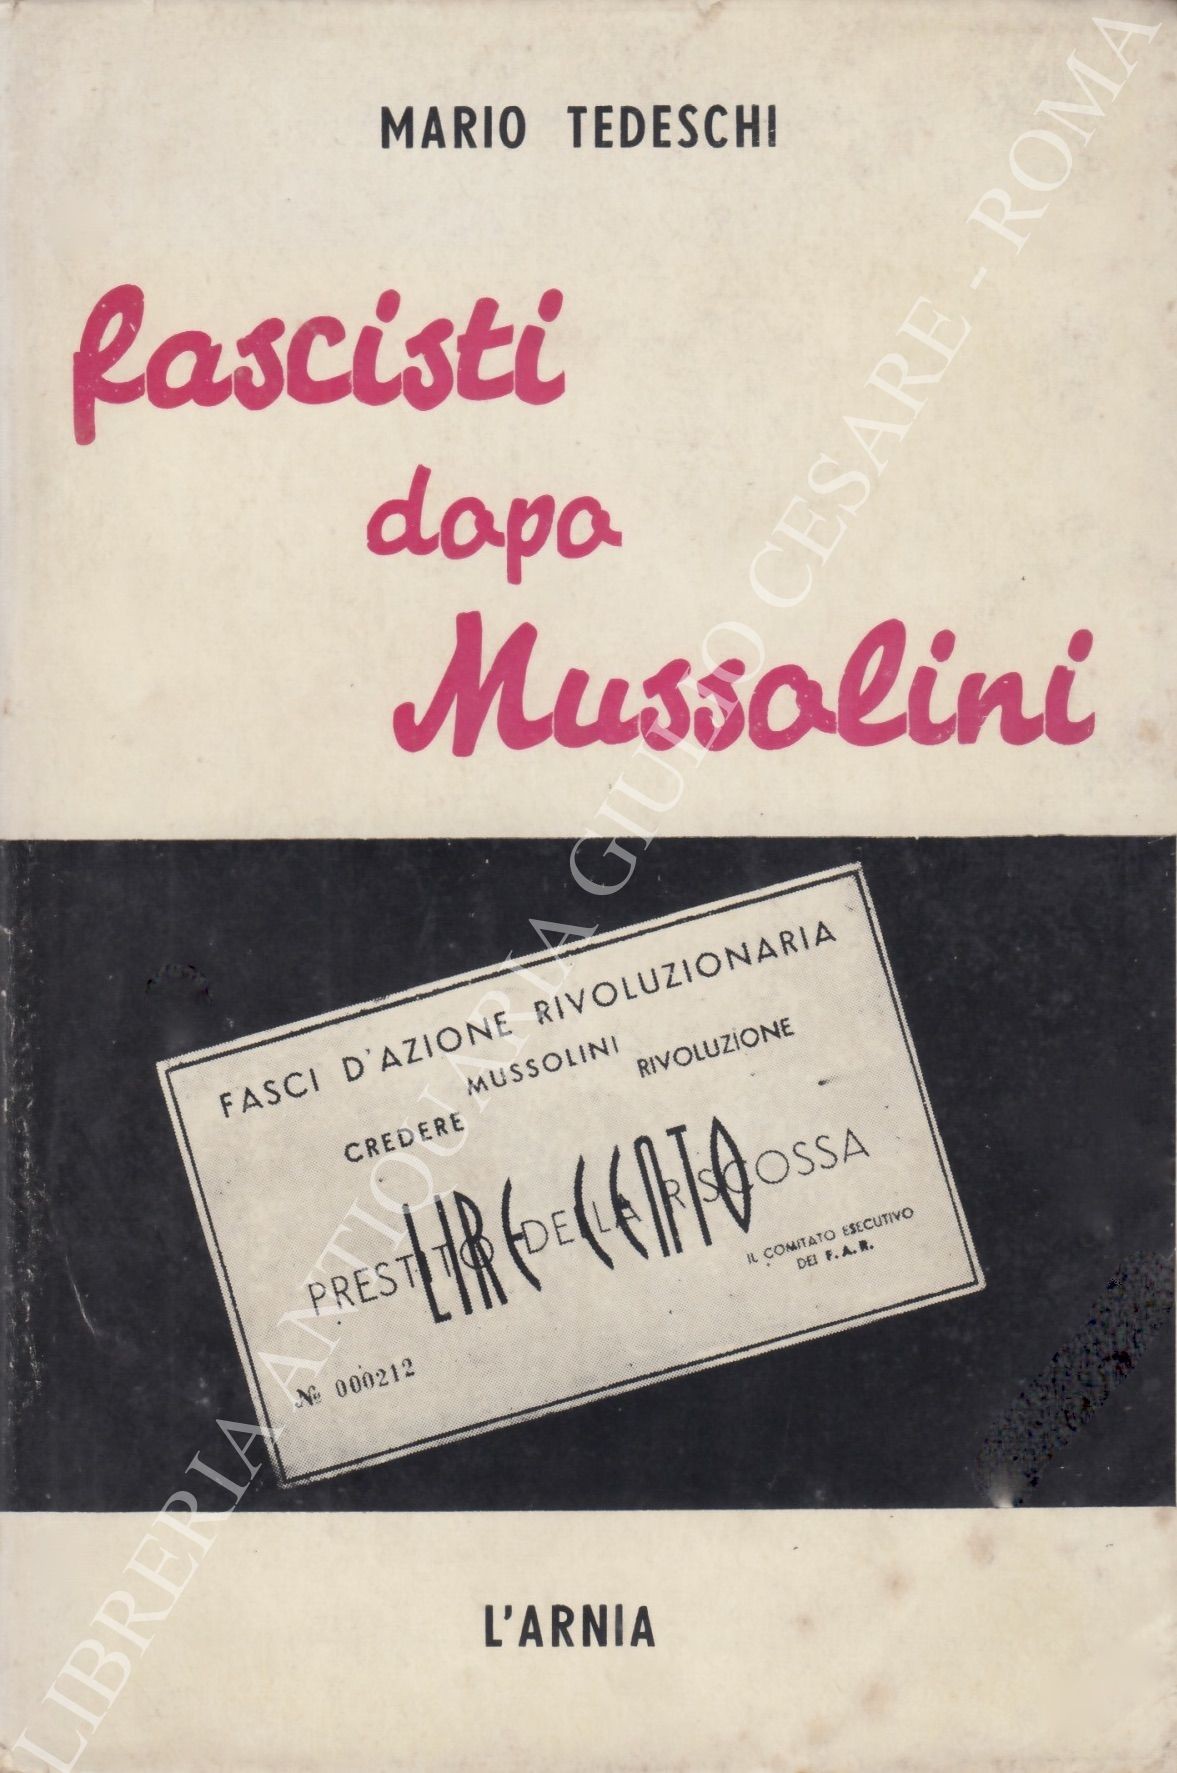 MARIO TEDESCHI
fascisti
dopo
Mussolini
FASCI D'AZIONE RIVOLUZIONARIA
CREDERE MUSSOLINI RIVOLUZIONE
PRESTITO DELLA RISCOSSA
LIRE CENTO
IL COMITATO ESECUTIVO
DEI F.A.R.
№ 000212
L'ARNIA
LIBRERIA ANTIQUARIA GIULIO CESARE - ROMA